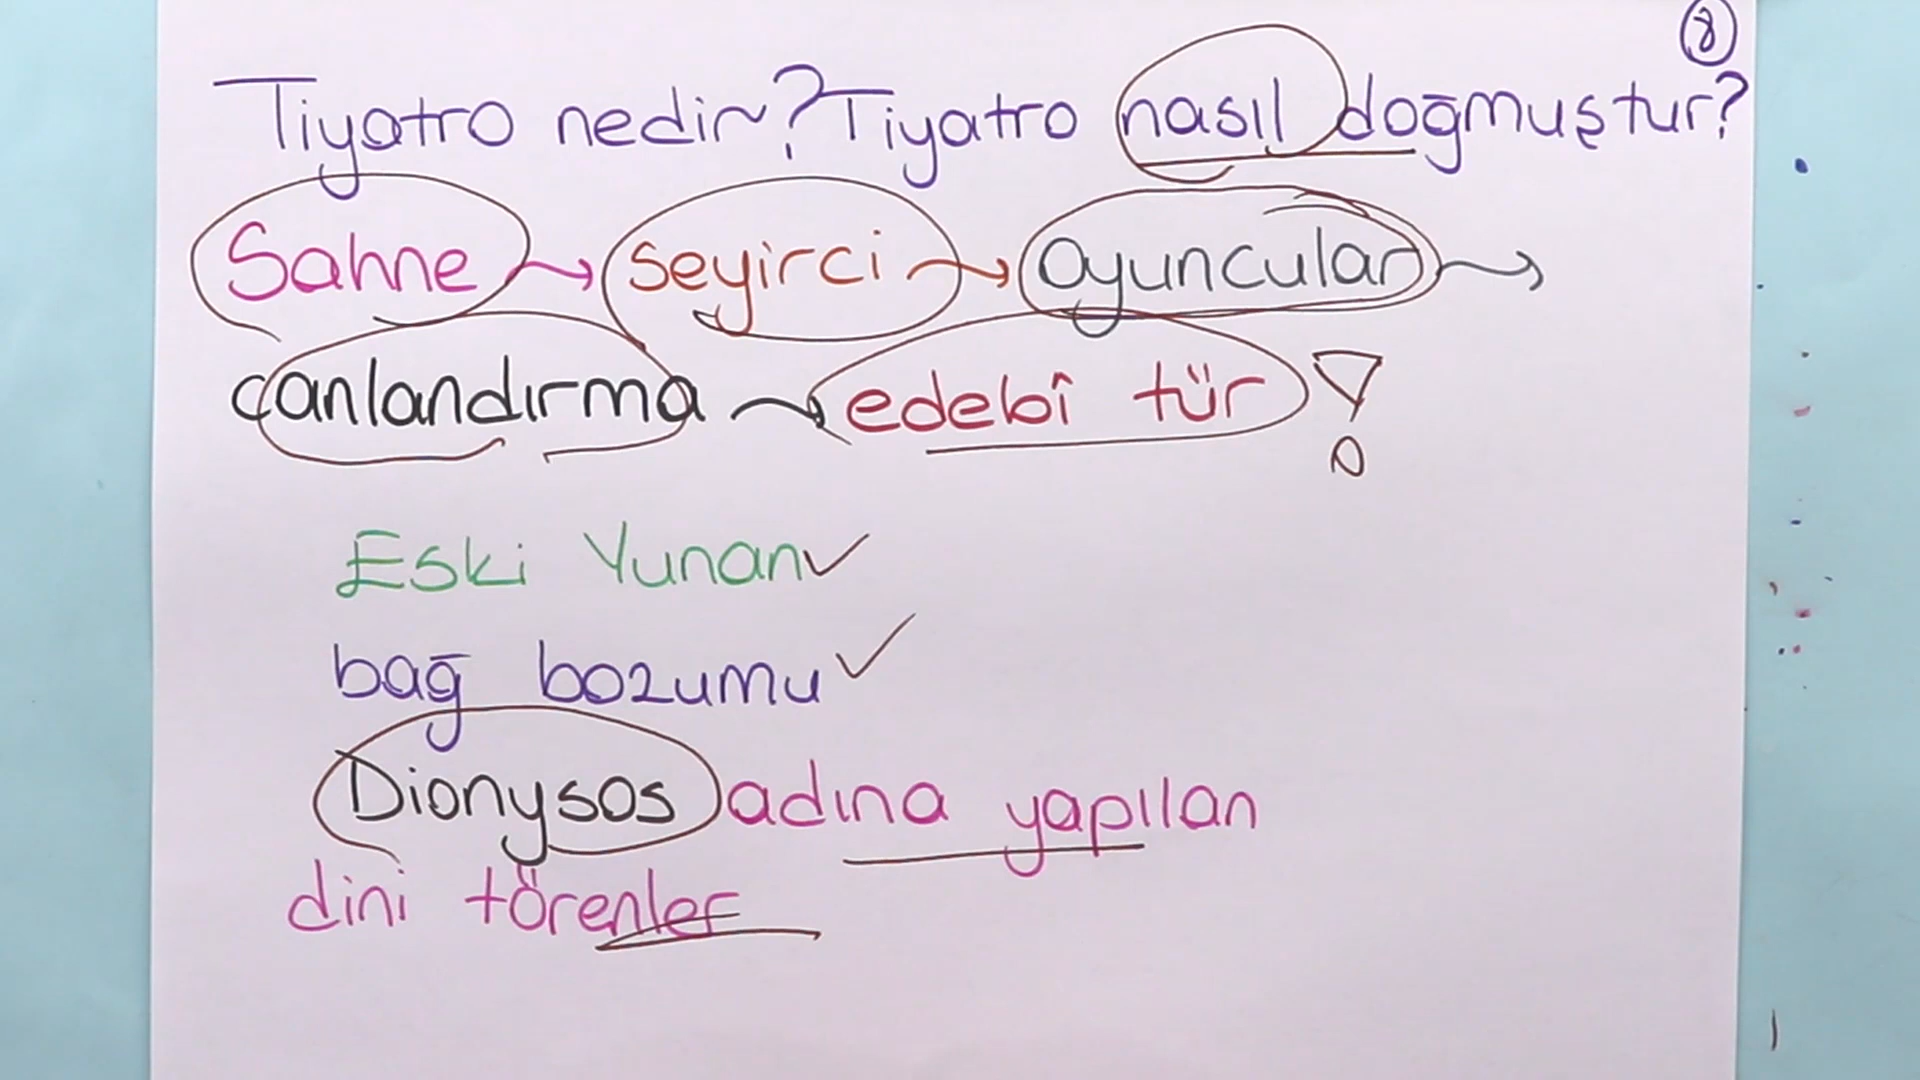 8
Tiyatro nedir? Tiyatro nasıl doğmuştur?
Sahne → seyirci → oyuncular →
canlandırma → edebî tür !
Eski Yunan ✓
bağ bozumu ✓
Dionysos adına yapılan
dini törenler